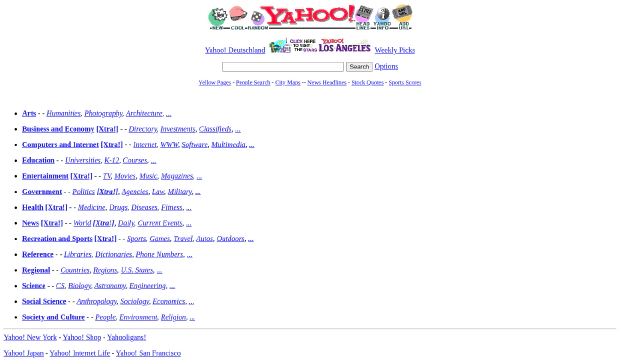 NEW COOL RANDOM YAHOO! HEAD LINES YAHOO INFO ADD URL
Yahoo! Deutschland CLICK HERE TO VISIT THE STARS YAHOO! LOS ANGELES Weekly Picks
Search Options
Yellow Pages - People Search - City Maps -- News Headlines - Stock Quotes - Sports Scores
Arts - - Humanities, Photography, Architecture, ...
Business and Economy [Xtra!] - - Directory, Investments, Classifieds, ...
Computers and Internet [Xtra!] - - Internet, WWW, Software, Multimedia, ...
Education - - Universities, K-12, Courses, ...
Entertainment [Xtra!] - - TV, Movies, Music, Magazines, ...
Government - - Politics [Xtra!], Agencies, Law, Military, ...
Health [Xtra!] - - Medicine, Drugs, Diseases, Fitness, ...
News [Xtra!] - - World [Xtra!], Daily, Current Events, ...
Recreation and Sports [Xtra!] - - Sports, Games, Travel, Autos, Outdoors, ...
Reference - - Libraries, Dictionaries, Phone Numbers, ...
Regional - - Countries, Regions, U.S. States, ...
Science - - CS, Biology, Astronomy, Engineering, ...
Social Science - - Anthropology, Sociology, Economics, ...
Society and Culture - - People, Environment, Religion, ...
Yahoo! New York - Yahoo! Shop - Yahooligans!
Yahoo! Japan - Yahoo! Internet Life - Yahoo! San Francisco